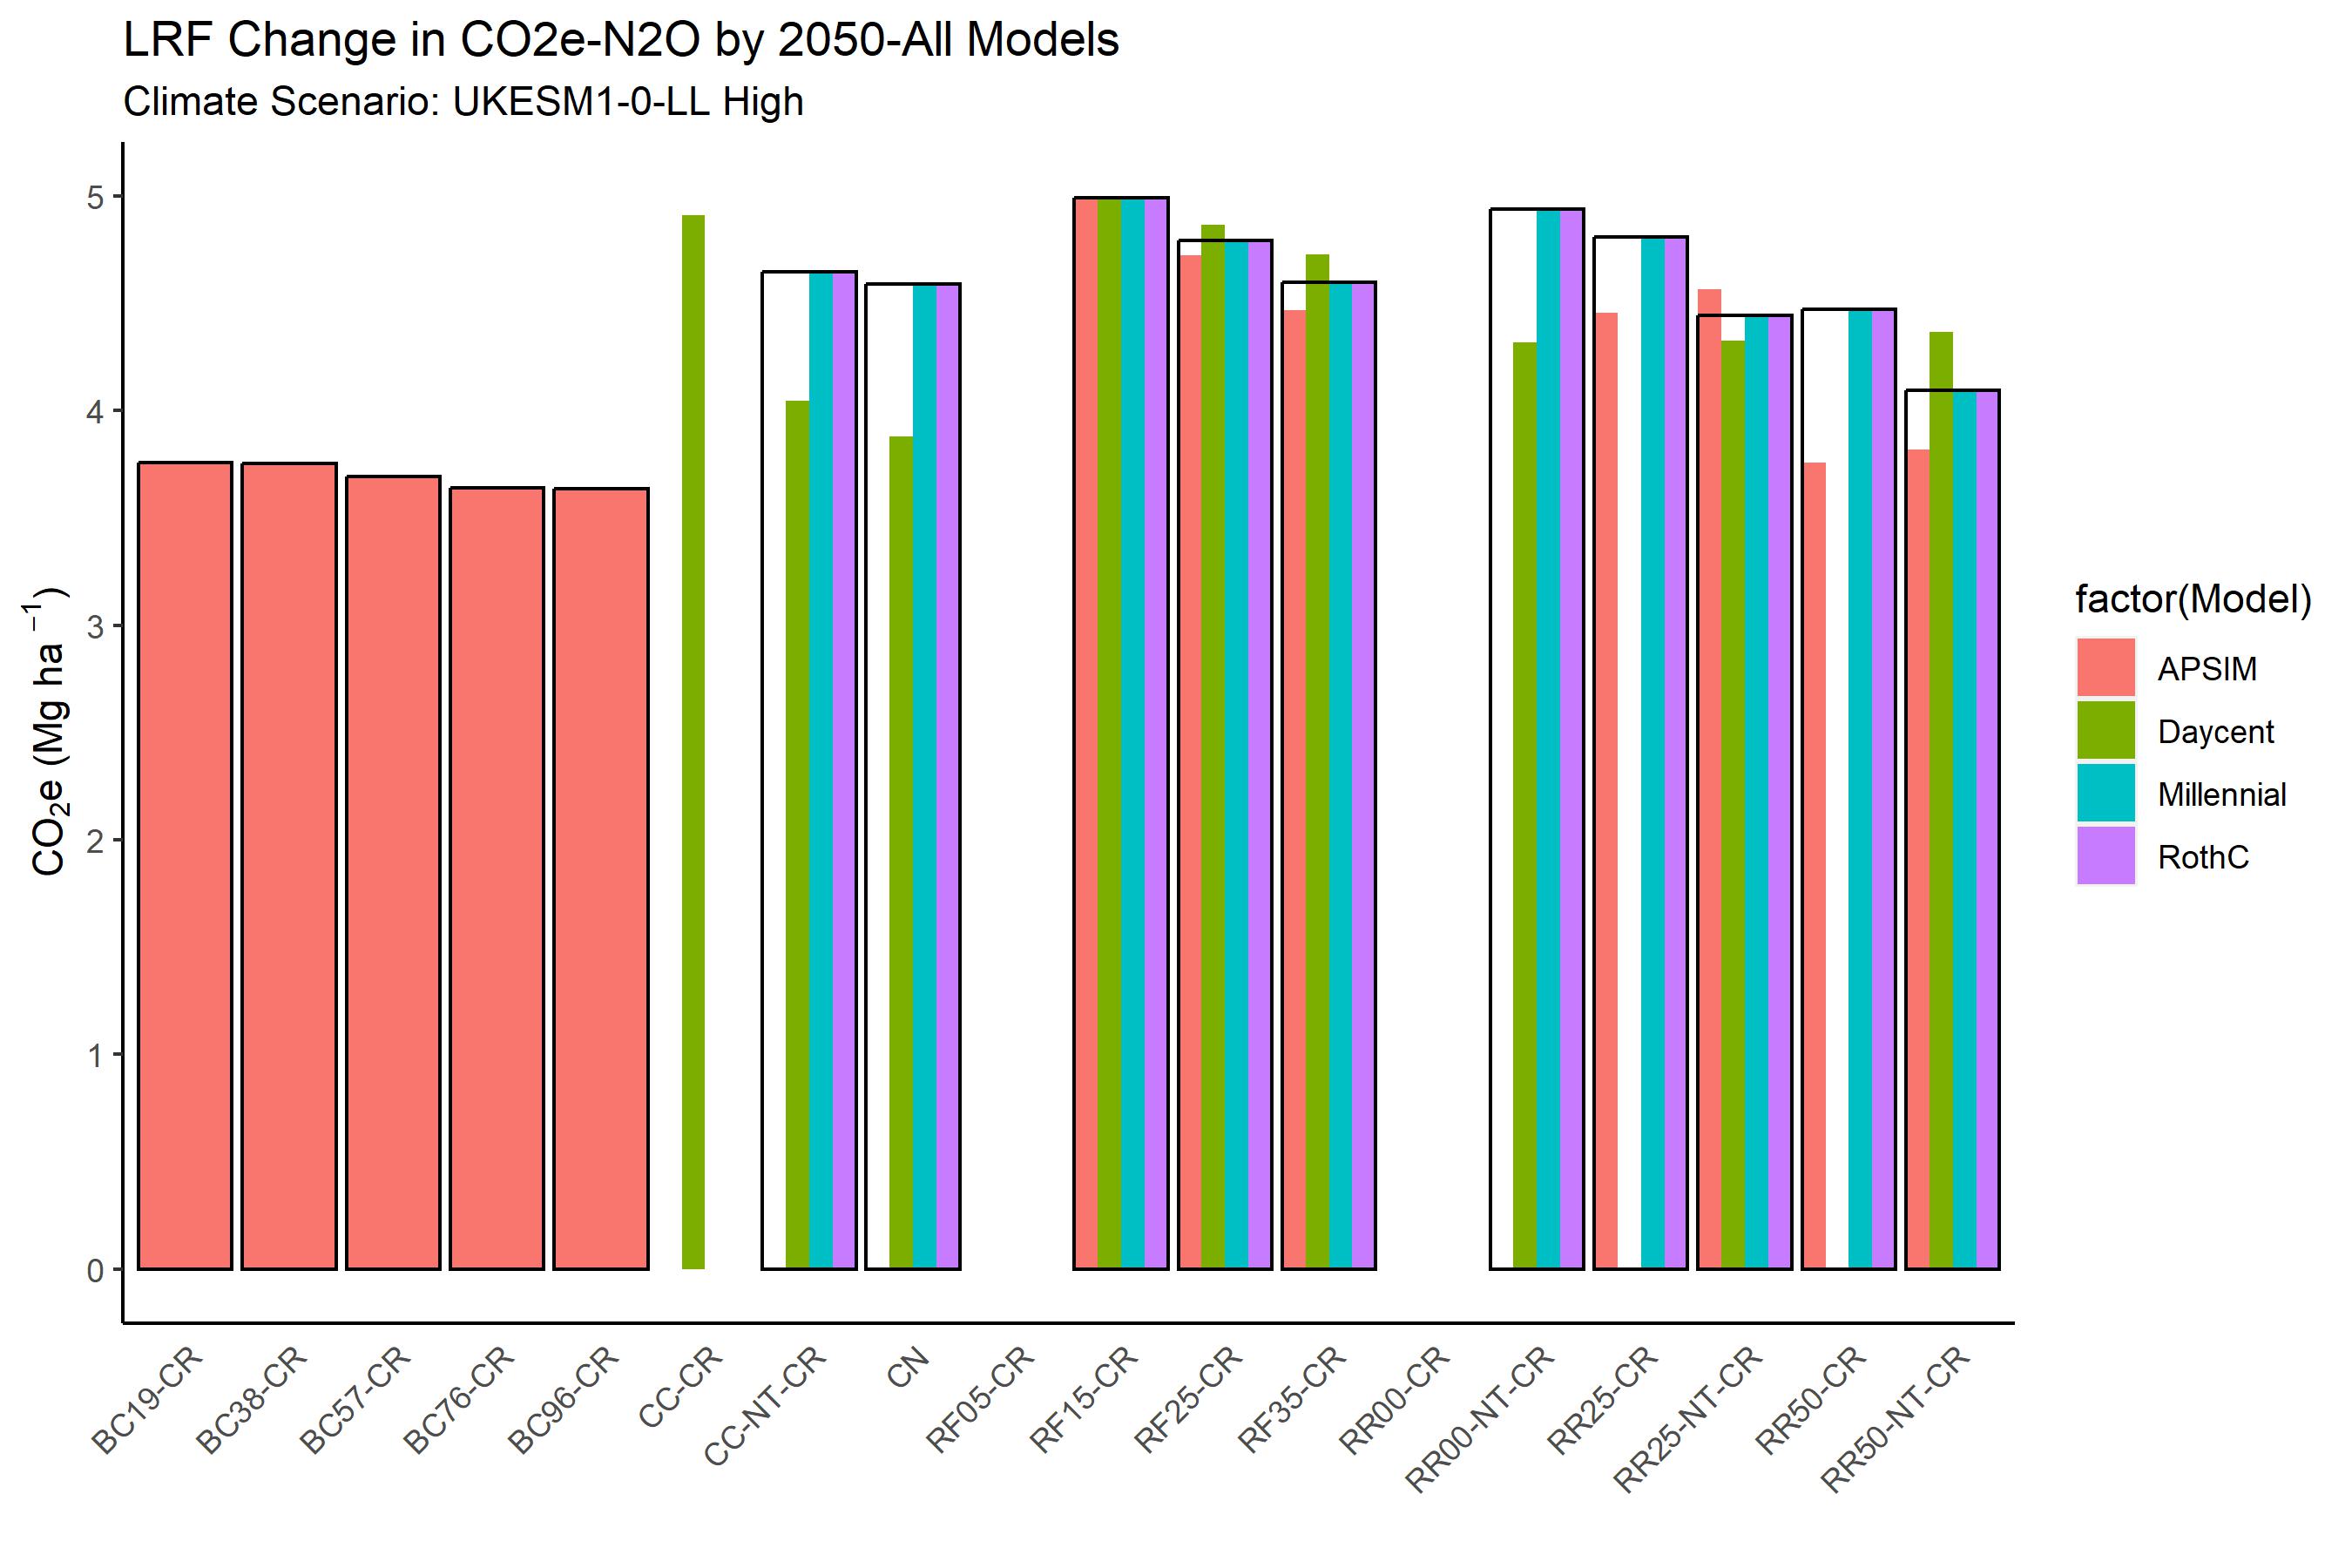 LRF Change in CO2e-N2O by 2050-All Models
Climate Scenario: UKESM1-0-LL High
CO₂e (Mg ha ⁻¹)
5
4
3
2
1
0
BC19-CR
BC38-CR
BC57-CR
BC76-CR
BC96-CR
CC-CR
CC-NT-CR
CN
RF05-CR
RF15-CR
RF25-CR
RF35-CR
RR00-CR
RR00-NT-CR
RR25-CR
RR25-NT-CR
RR50-CR
RR50-NT-CR
factor(Model)
APSIM
Daycent
Millennial
RothC